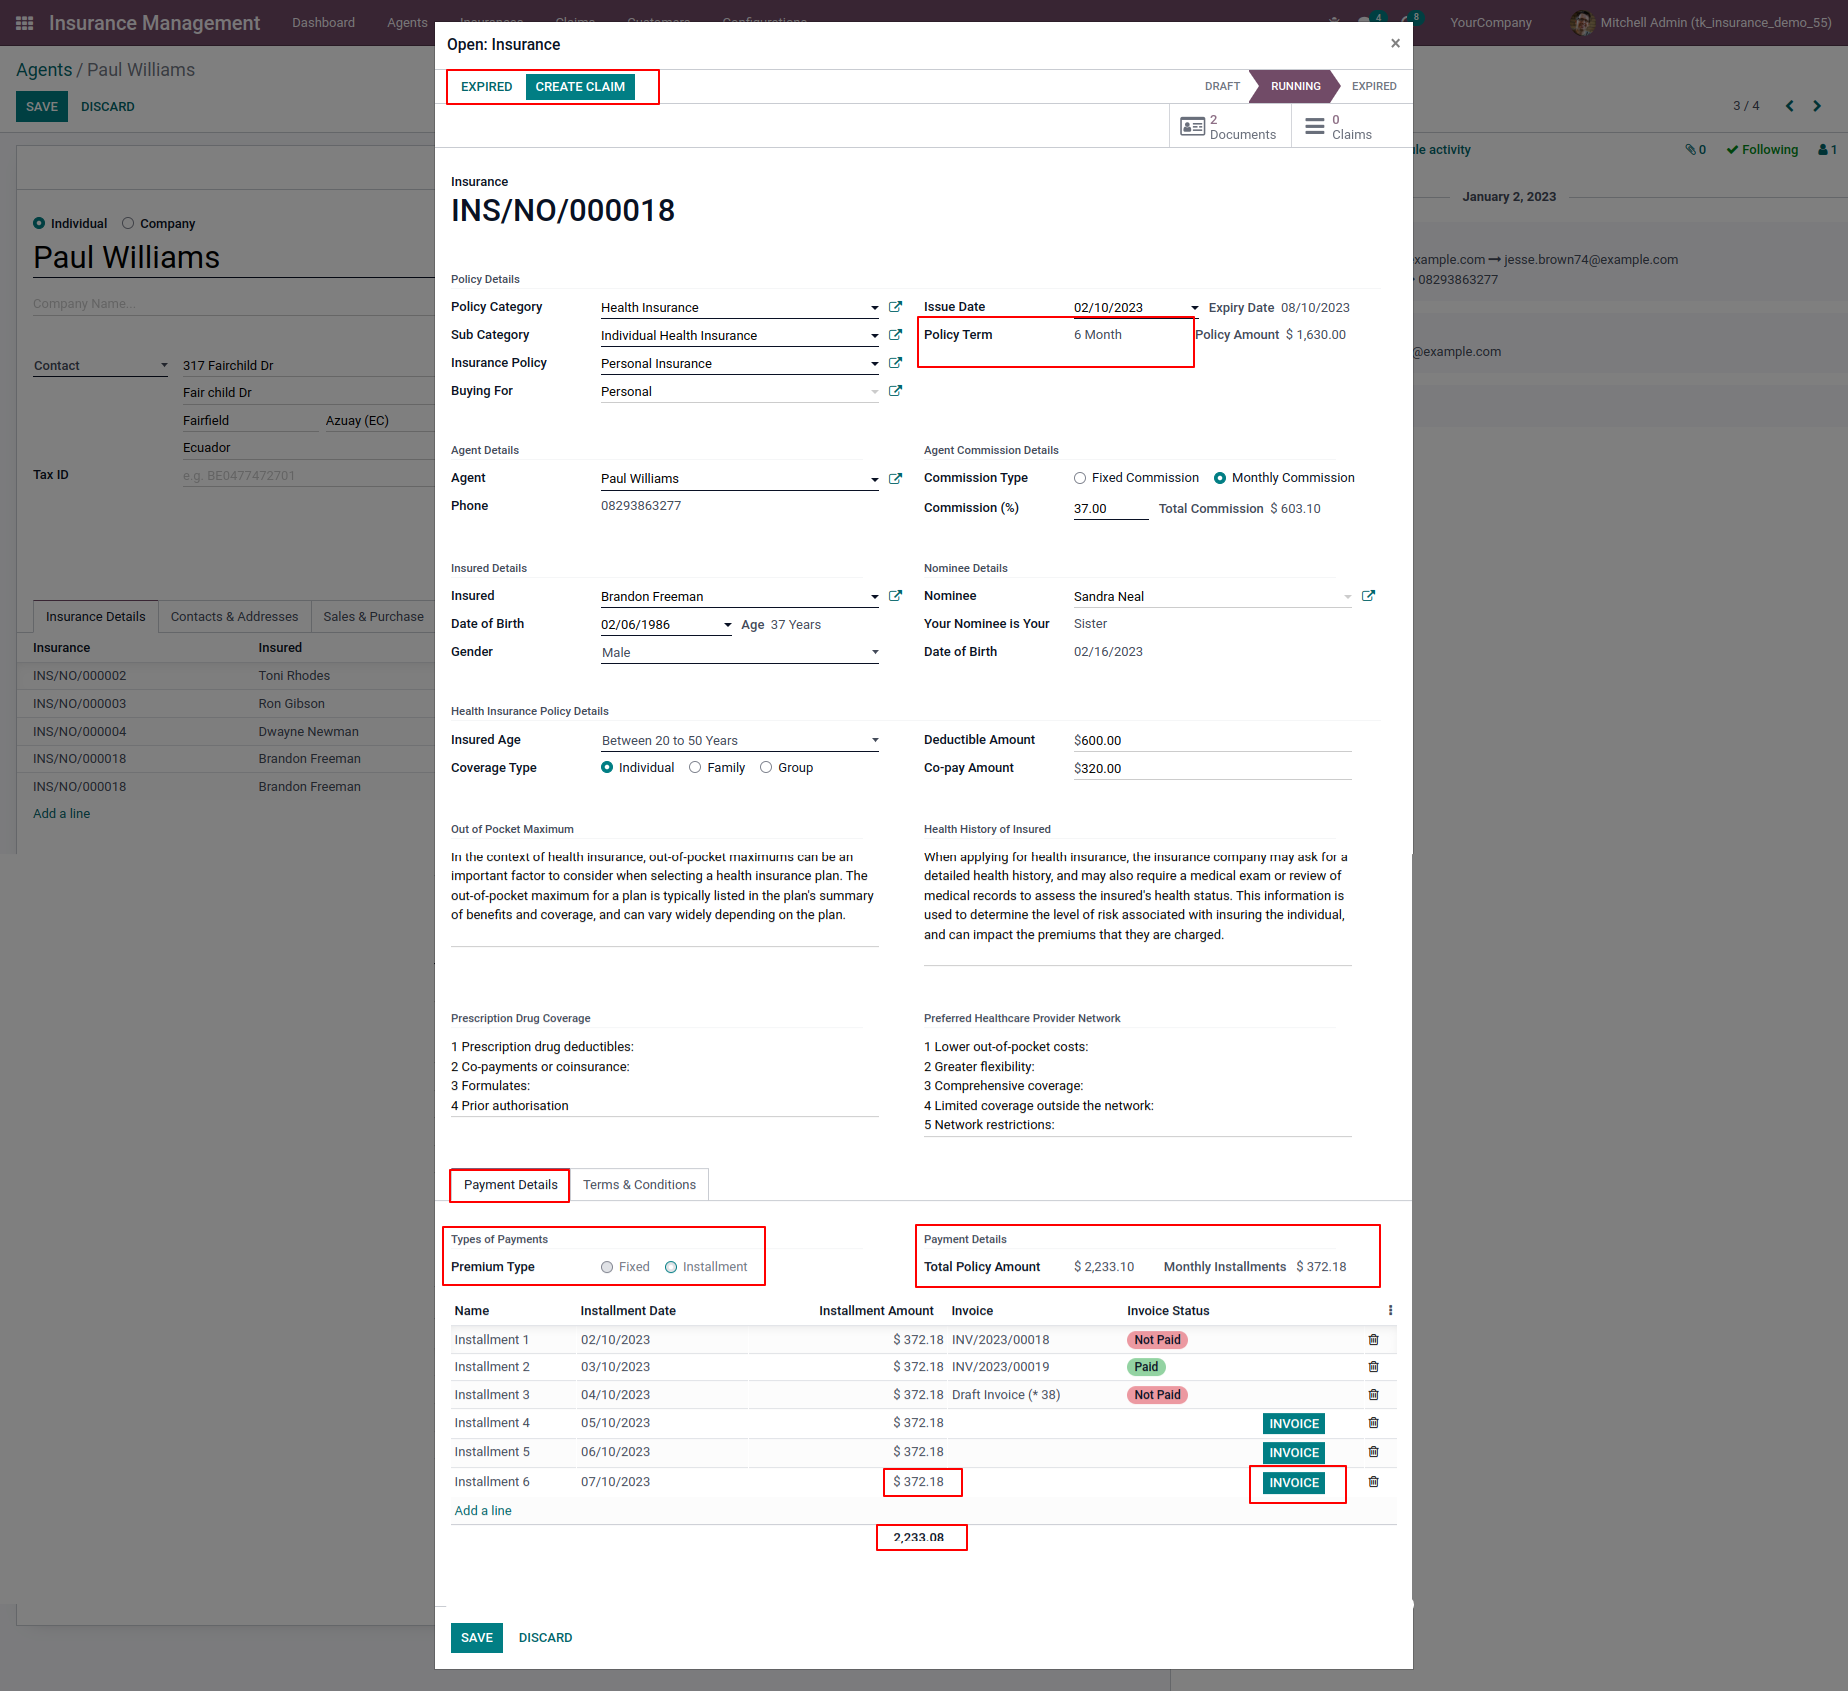 Insurance Management Dashboard Agents Insurances Claims Customers Configurations 4 8 YourCompany Mitchell Admin (tk_insurance_demo_55)
Agents / Paul Williams
SAVE DISCARD
3 / 4
Individual Company
Paul Williams
Company Name...
Contact 317 Fairchild Dr
Fair child Dr
Fairfield Azuay (EC)
Ecuador
Tax ID e.g. BE0477472701
Insurance Details Contacts & Addresses Sales & Purchase
Insurance Insured
INS/NO/000002 Toni Rhodes
INS/NO/000003 Ron Gibson
INS/NO/000004 Dwayne Newman
INS/NO/000018 Brandon Freeman
INS/NO/000018 Brandon Freeman
Add a line
Open: Insurance ×
EXPIRED CREATE CLAIM DRAFT RUNNING EXPIRED
2 Documents
0 Claims
Insurance
INS/NO/000018
Policy Details
Policy Category Health Insurance Issue Date 02/10/2023 Expiry Date 08/10/2023
Sub Category Individual Health Insurance Policy Term 6 Month Policy Amount $ 1,630.00
Insurance Policy Personal Insurance
Buying For Personal
Agent Details Agent Commission Details
Agent Paul Williams Commission Type Fixed Commission Monthly Commission
Phone 08293863277 Commission (%) 37.00 Total Commission $ 603.10
Insured Details Nominee Details
Insured Brandon Freeman Nominee Sandra Neal
Date of Birth 02/06/1986 Age 37 Years Your Nominee is Your Sister
Gender Male Date of Birth 02/16/2023
Health Insurance Policy Details
Insured Age Between 20 to 50 Years Deductible Amount $600.00
Coverage Type Individual Family Group Co-pay Amount $320.00
Out of Pocket Maximum
In the context of health insurance, out-of-pocket maximums can be an
important factor to consider when selecting a health insurance plan. The
out-of-pocket maximum for a plan is typically listed in the plan's summary
of benefits and coverage, and can vary widely depending on the plan.
Health History of Insured
When applying for health insurance, the insurance company may ask for a
detailed health history, and may also require a medical exam or review of
medical records to assess the insured's health status. This information is
used to determine the level of risk associated with insuring the individual,
and can impact the premiums that they are charged.
Prescription Drug Coverage
1 Prescription drug deductibles:
2 Co-payments or coinsurance:
3 Formulates:
4 Prior authorisation
Preferred Healthcare Provider Network
1 Lower out-of-pocket costs:
2 Greater flexibility:
3 Comprehensive coverage:
4 Limited coverage outside the network:
5 Network restrictions:
Payment Details Terms & Conditions
Types of Payments Payment Details
Premium Type Fixed Installment Total Policy Amount $ 2,233.10 Monthly Installments $ 372.18
Name Installment Date Installment Amount Invoice Invoice Status
Installment 1 02/10/2023 $ 372.18 INV/2023/00018 Not Paid
Installment 2 03/10/2023 $ 372.18 INV/2023/00019 Paid
Installment 3 04/10/2023 $ 372.18 Draft Invoice (* 38) Not Paid
Installment 4 05/10/2023 $ 372.18 INVOICE
Installment 5 06/10/2023 $ 372.18 INVOICE
Installment 6 07/10/2023 $ 372.18 INVOICE
Add a line
2,233.08
SAVE DISCARD
activity 0 Following 1
January 2, 2023
example.com → jesse.brown74@example.com
08293863277
@example.com